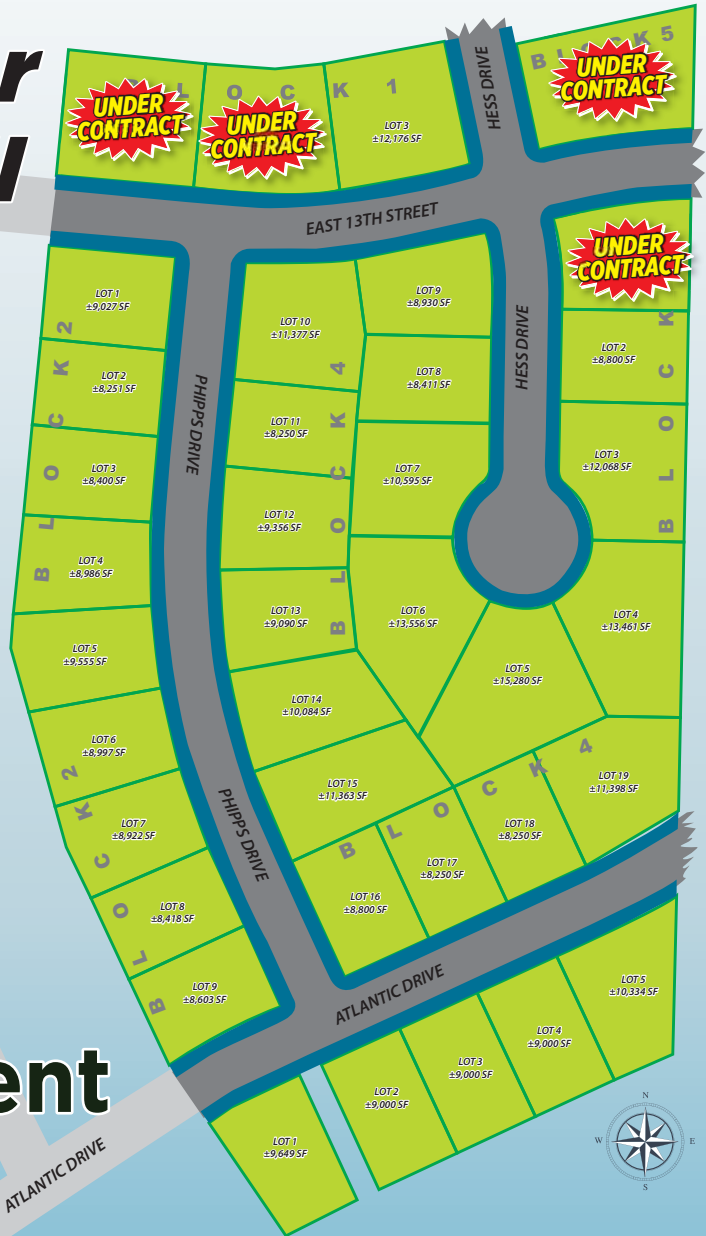 HESS DRIVE
BLOCK 5
UNDER
CONTRACT
BLOCK 1
UNDER
CONTRACT
UNDER
CONTRACT
LOT 3
±12,176 SF
EAST 13TH STREET
UNDER
CONTRACT
BLOCK 2
LOT 1
±9,027 SF
LOT 2
±8,251 SF
LOT 3
±8,400 SF
LOT 4
±8,986 SF
LOT 5
±9,555 SF
LOT 6
±8,997 SF
LOT 7
±8,922 SF
LOT 8
±8,418 SF
LOT 9
±8,603 SF
BLOCK 2
PHIPPS DRIVE
PHIPPS DRIVE
BLOCK 4
LOT 10
±11,377 SF
LOT 11
±8,250 SF
LOT 12
±9,356 SF
LOT 13
±9,090 SF
LOT 14
±10,084 SF
LOT 15
±11,363 SF
LOT 9
±8,930 SF
LOT 8
±8,411 SF
LOT 7
±10,595 SF
LOT 6
±13,556 SF
LOT 5
±15,280 SF
HESS DRIVE
BLOCK
LOT 2
±8,800 SF
LOT 3
±12,068 SF
LOT 4
±13,461 SF
BLOCK 4
LOT 16
±8,800 SF
LOT 17
±8,250 SF
LOT 18
±8,250 SF
LOT 19
±11,398 SF
ATLANTIC DRIVE
LOT 1
±9,649 SF
LOT 2
±9,000 SF
LOT 3
±9,000 SF
LOT 4
±9,000 SF
LOT 5
±10,334 SF
ent
ATLANTIC DRIVE
N
W E
S